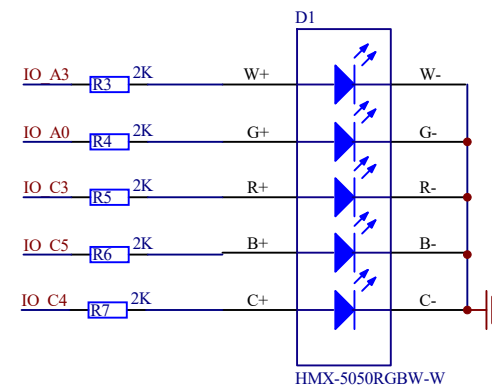 D1
IO_A3 R3 2K W+ W-
IO_A0 R4 2K G+ G-
IO_C3 R5 2K R+ R-
IO_C5 R6 2K B+ B-
IO_C4 R7 2K C+ C-
HMX-5050RGBW-W